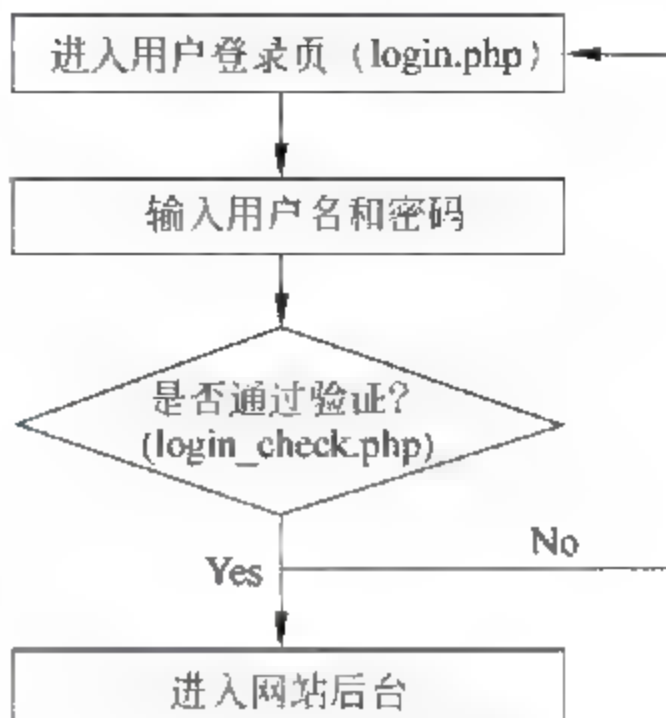 进入用户登录页（login.php）
输入用户名和密码
是否通过验证？
(login_check.php)
No
Yes
进入网站后台